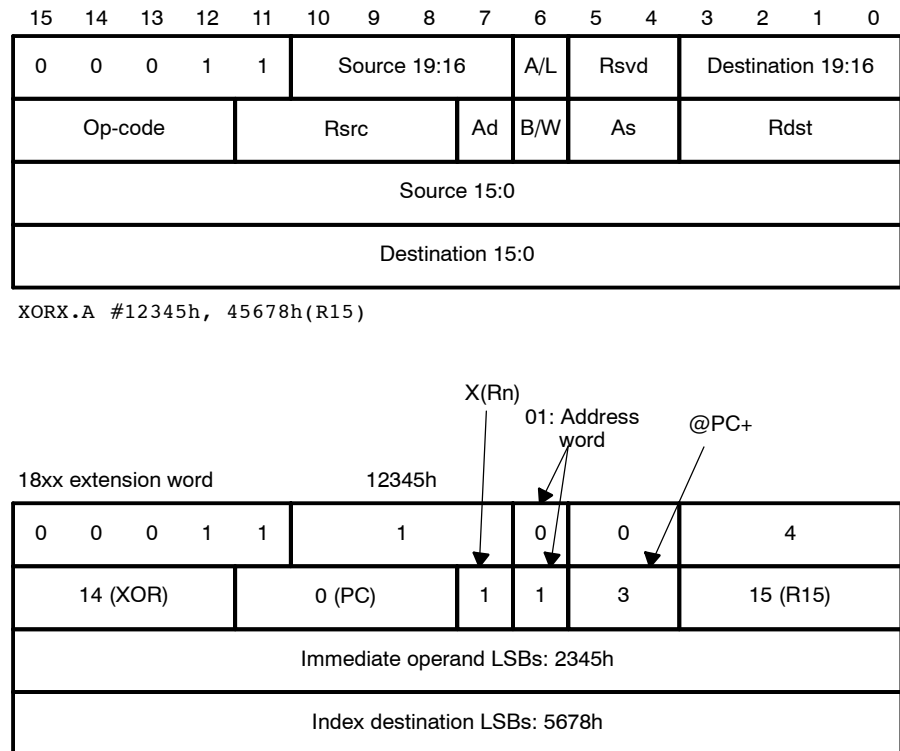 15 14 13 12 11 10 9 8 7 6 5 4 3 2 1 0
0 0 0 1 1 Source 19:16 A/L Rsvd Destination 19:16
Op-code Rsrc Ad B/W As Rdst
Source 15:0
Destination 15:0
XORX.A #12345h, 45678h(R15)
X(Rn)
01: Address
word
@PC+
18xx extension word 12345h
0 0 0 1 1 1 0 0 4
14 (XOR) 0 (PC) 1 1 3 15 (R15)
Immediate operand LSBs: 2345h
Index destination LSBs: 5678h